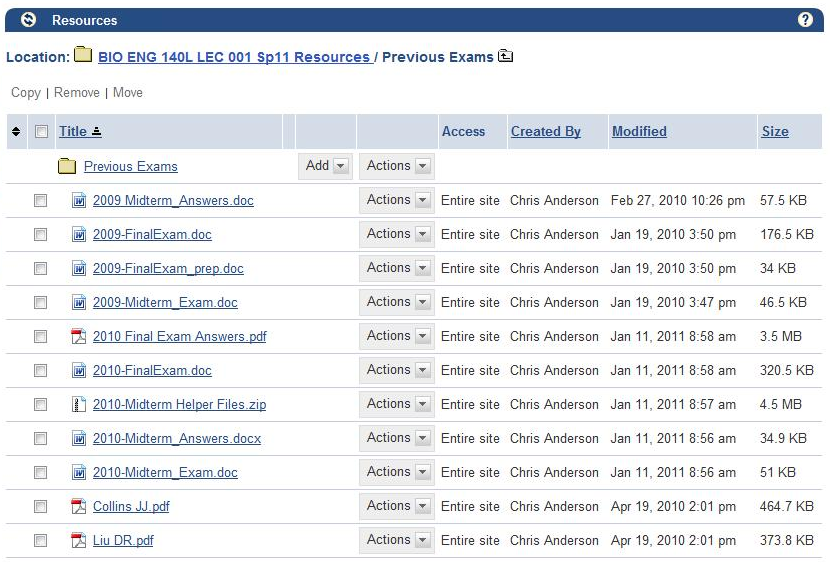 Resources ?
Location: BIO ENG 140L LEC 001 Sp11 Resources / Previous Exams
Copy | Remove | Move
Title Access Created By Modified Size
Previous Exams Add Actions
2009 Midterm_Answers.doc Actions Entire site Chris Anderson Feb 27, 2010 10:26 pm 57.5 KB
2009-FinalExam.doc Actions Entire site Chris Anderson Jan 19, 2010 3:50 pm 176.5 KB
2009-FinalExam_prep.doc Actions Entire site Chris Anderson Jan 19, 2010 3:50 pm 34 KB
2009-Midterm_Exam.doc Actions Entire site Chris Anderson Jan 19, 2010 3:47 pm 46.5 KB
2010 Final Exam Answers.pdf Actions Entire site Chris Anderson Jan 11, 2011 8:58 am 3.5 MB
2010-FinalExam.doc Actions Entire site Chris Anderson Jan 11, 2011 8:58 am 320.5 KB
2010-Midterm Helper Files.zip Actions Entire site Chris Anderson Jan 11, 2011 8:57 am 4.5 MB
2010-Midterm_Answers.docx Actions Entire site Chris Anderson Jan 11, 2011 8:56 am 34.9 KB
2010-Midterm_Exam.doc Actions Entire site Chris Anderson Jan 11, 2011 8:56 am 51 KB
Collins JJ.pdf Actions Entire site Chris Anderson Apr 19, 2010 2:01 pm 464.7 KB
Liu DR.pdf Actions Entire site Chris Anderson Apr 19, 2010 2:01 pm 373.8 KB